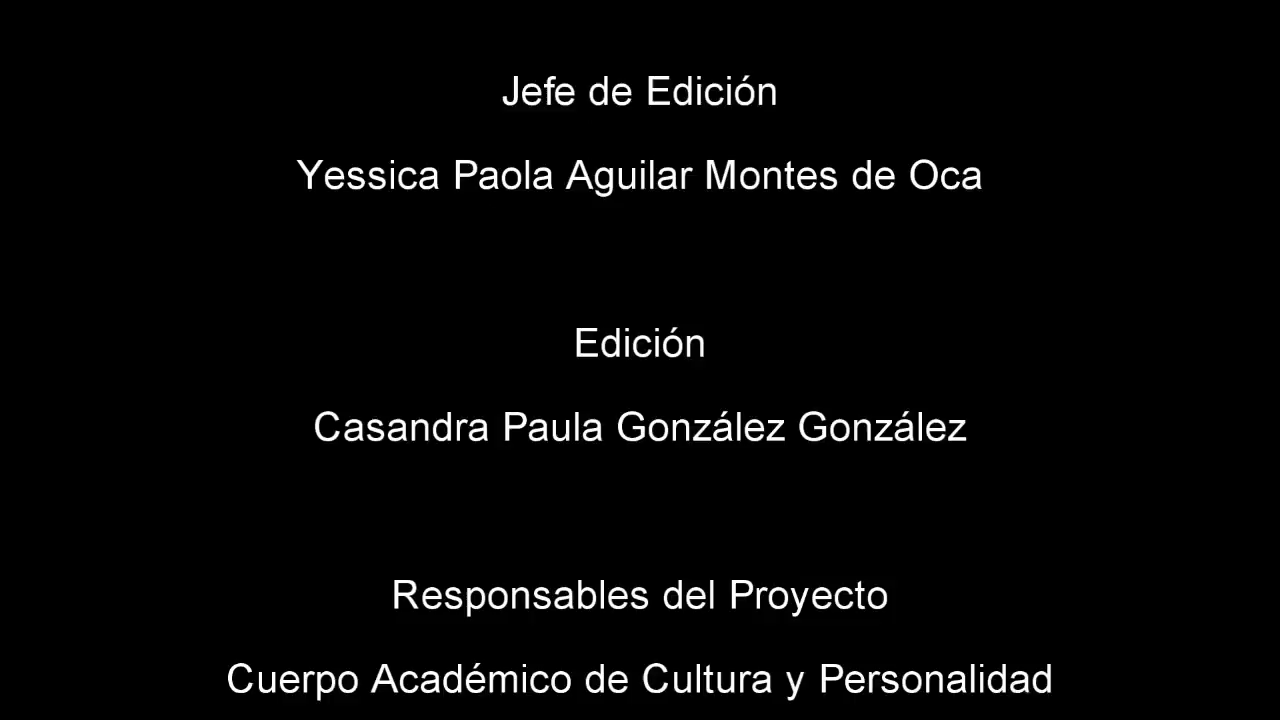 Jefe de Edición
Yessica Paola Aguilar Montes de Oca
Edición
Casandra Paula González González
Responsables del Proyecto
Cuerpo Académico de Cultura y Personalidad